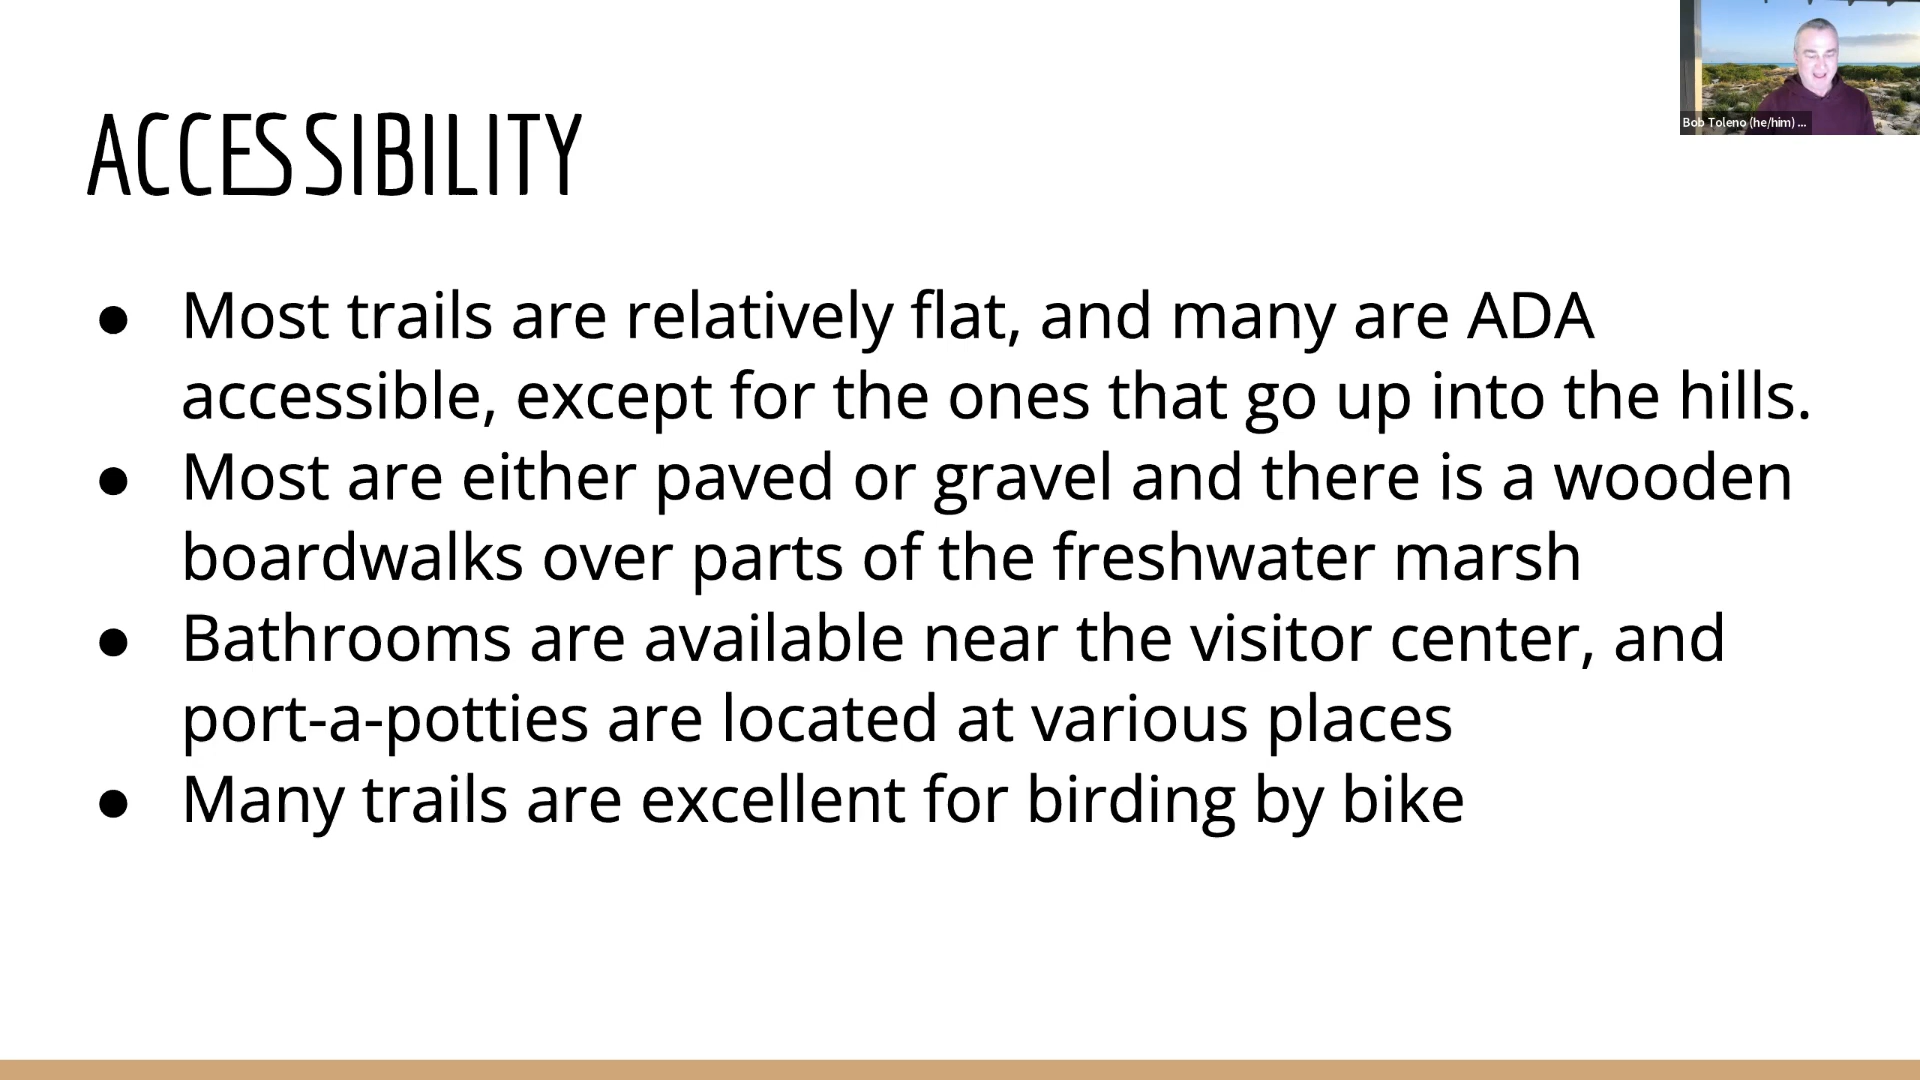 ACCESSIBILITY
● Most trails are relatively flat, and many are ADA
accessible, except for the ones that go up into the hills.
● Most are either paved or gravel and there is a wooden
boardwalks over parts of the freshwater marsh
● Bathrooms are available near the visitor center, and
port-a-potties are located at various places
● Many trails are excellent for birding by bike
Bob Toleno (he/him) ...